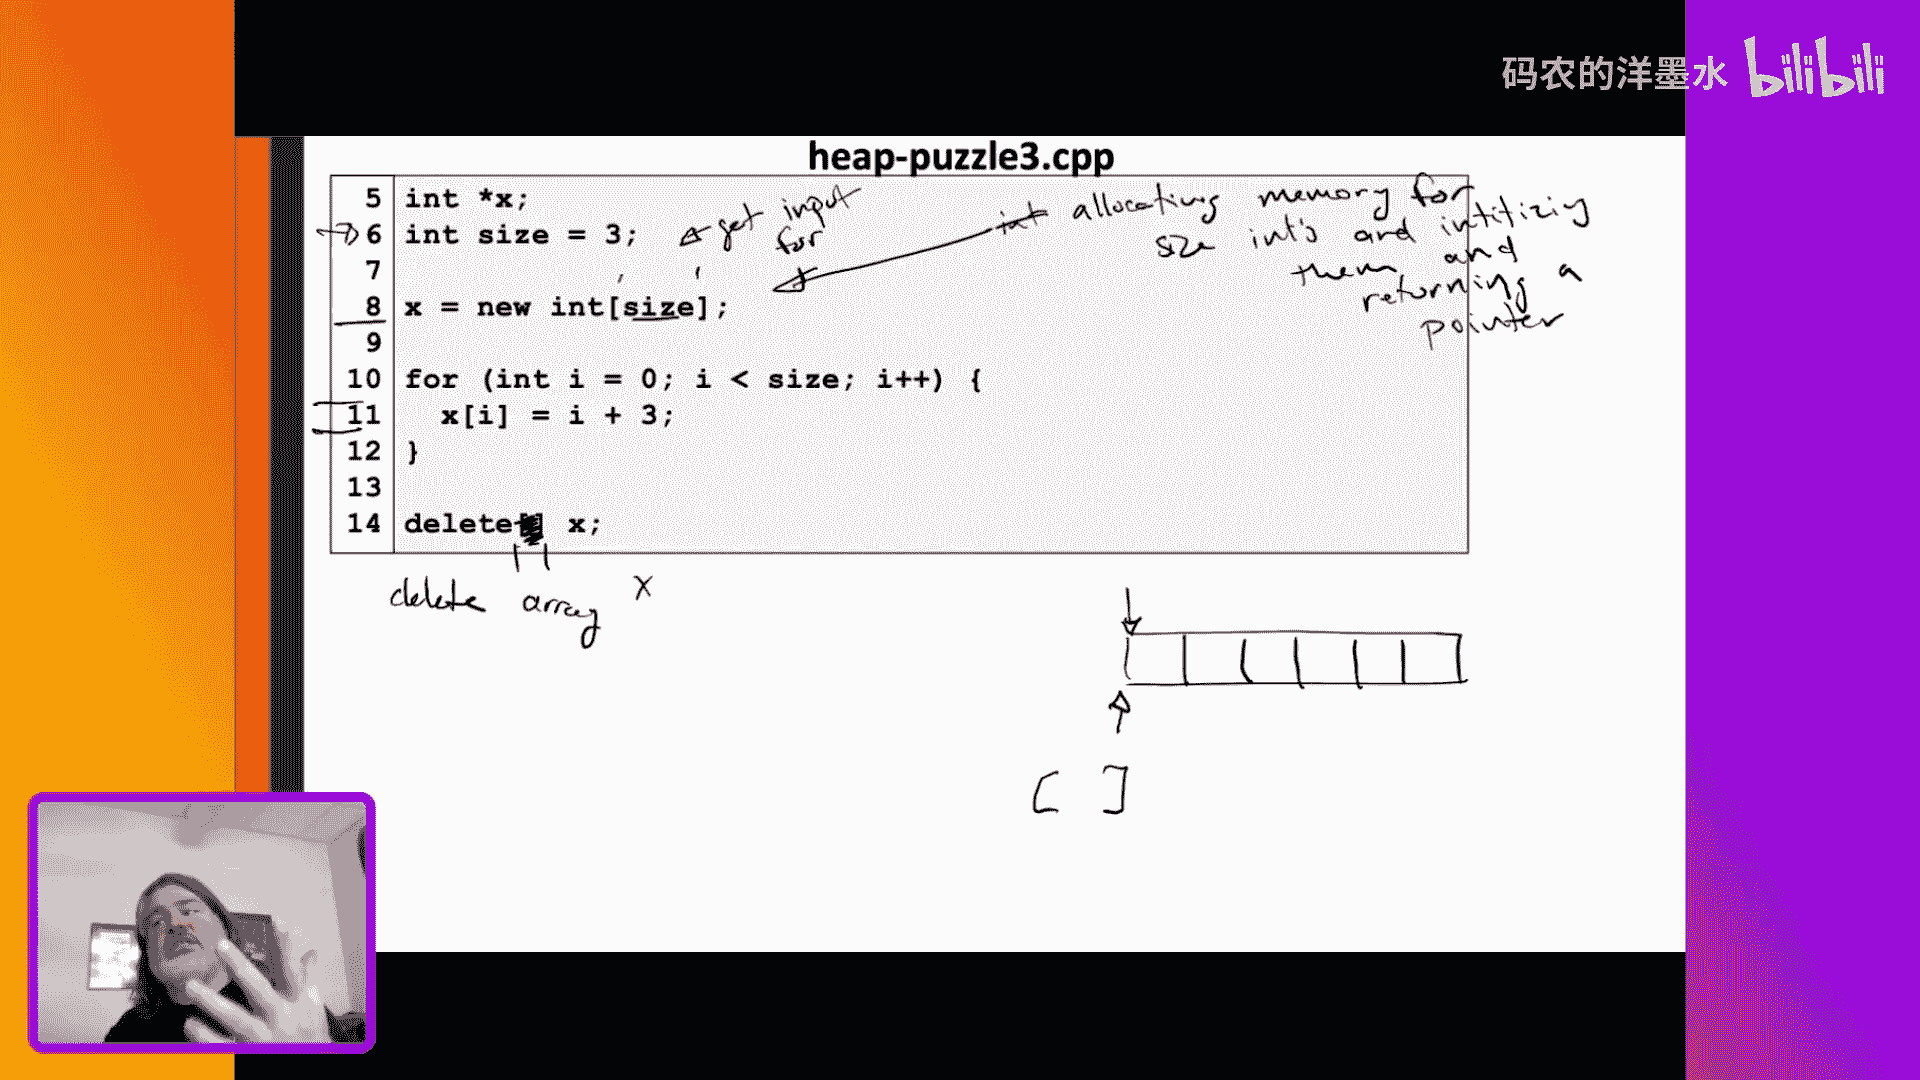 码农的洋墨水 bilibili
heap-puzzle3.cpp
5 int *x;
6 int size = 3;
7
8 x = new int[size];
9
10 for (int i = 0; i < size; i++) {
11 x[i] = i + 3;
12 }
13
14 delete[] x;
get input
for
int allocating memory for
size int's and intitiziy
them and
returning a
pointer
delete array x
[ ]